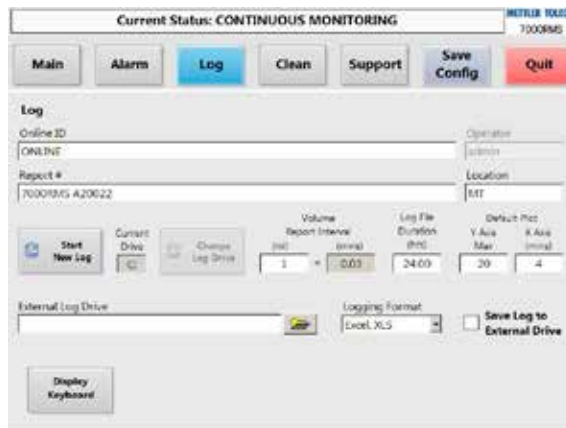 Current Status: CONTINUOUS MONITORING
METTLER TOLEDO
7000RMS
Main
Alarm
Log
Clean
Support
Save Config
Quit
Log
Online ID
Operator
ONLINE
admin
Report #
Location
7000RMS A20022
MT
Start New Log
Current Drive
Change Log Drive
Volume
Report Interval
(ml)
(mins)
1
=
0.03
Log File Duration (hrs)
24.00
Default Plot
Y Axis Max
X Axis (mins)
20
4
External Log Drive
Logging Format
Excel, XLS
Save Log to External Drive
Display Keyboard